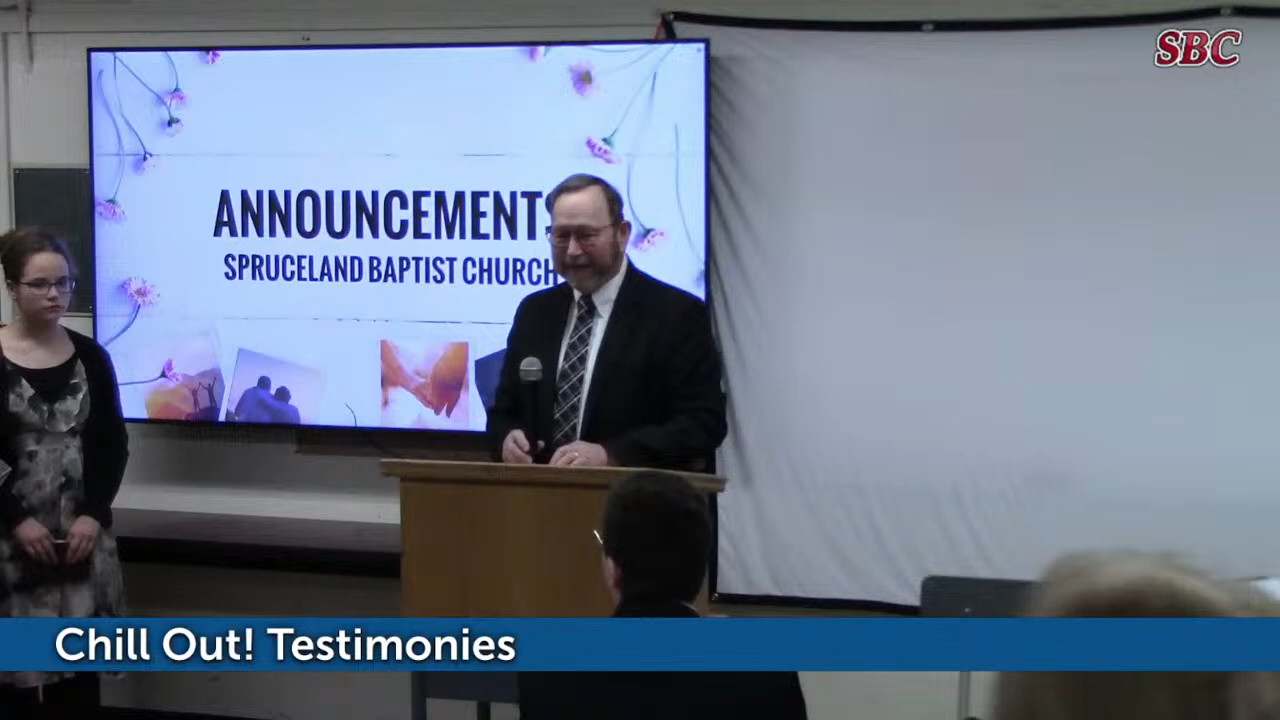 SBC
ANNOUNCEMENTS
SPRUCELAND BAPTIST CHURCH
Chill Out! Testimonies